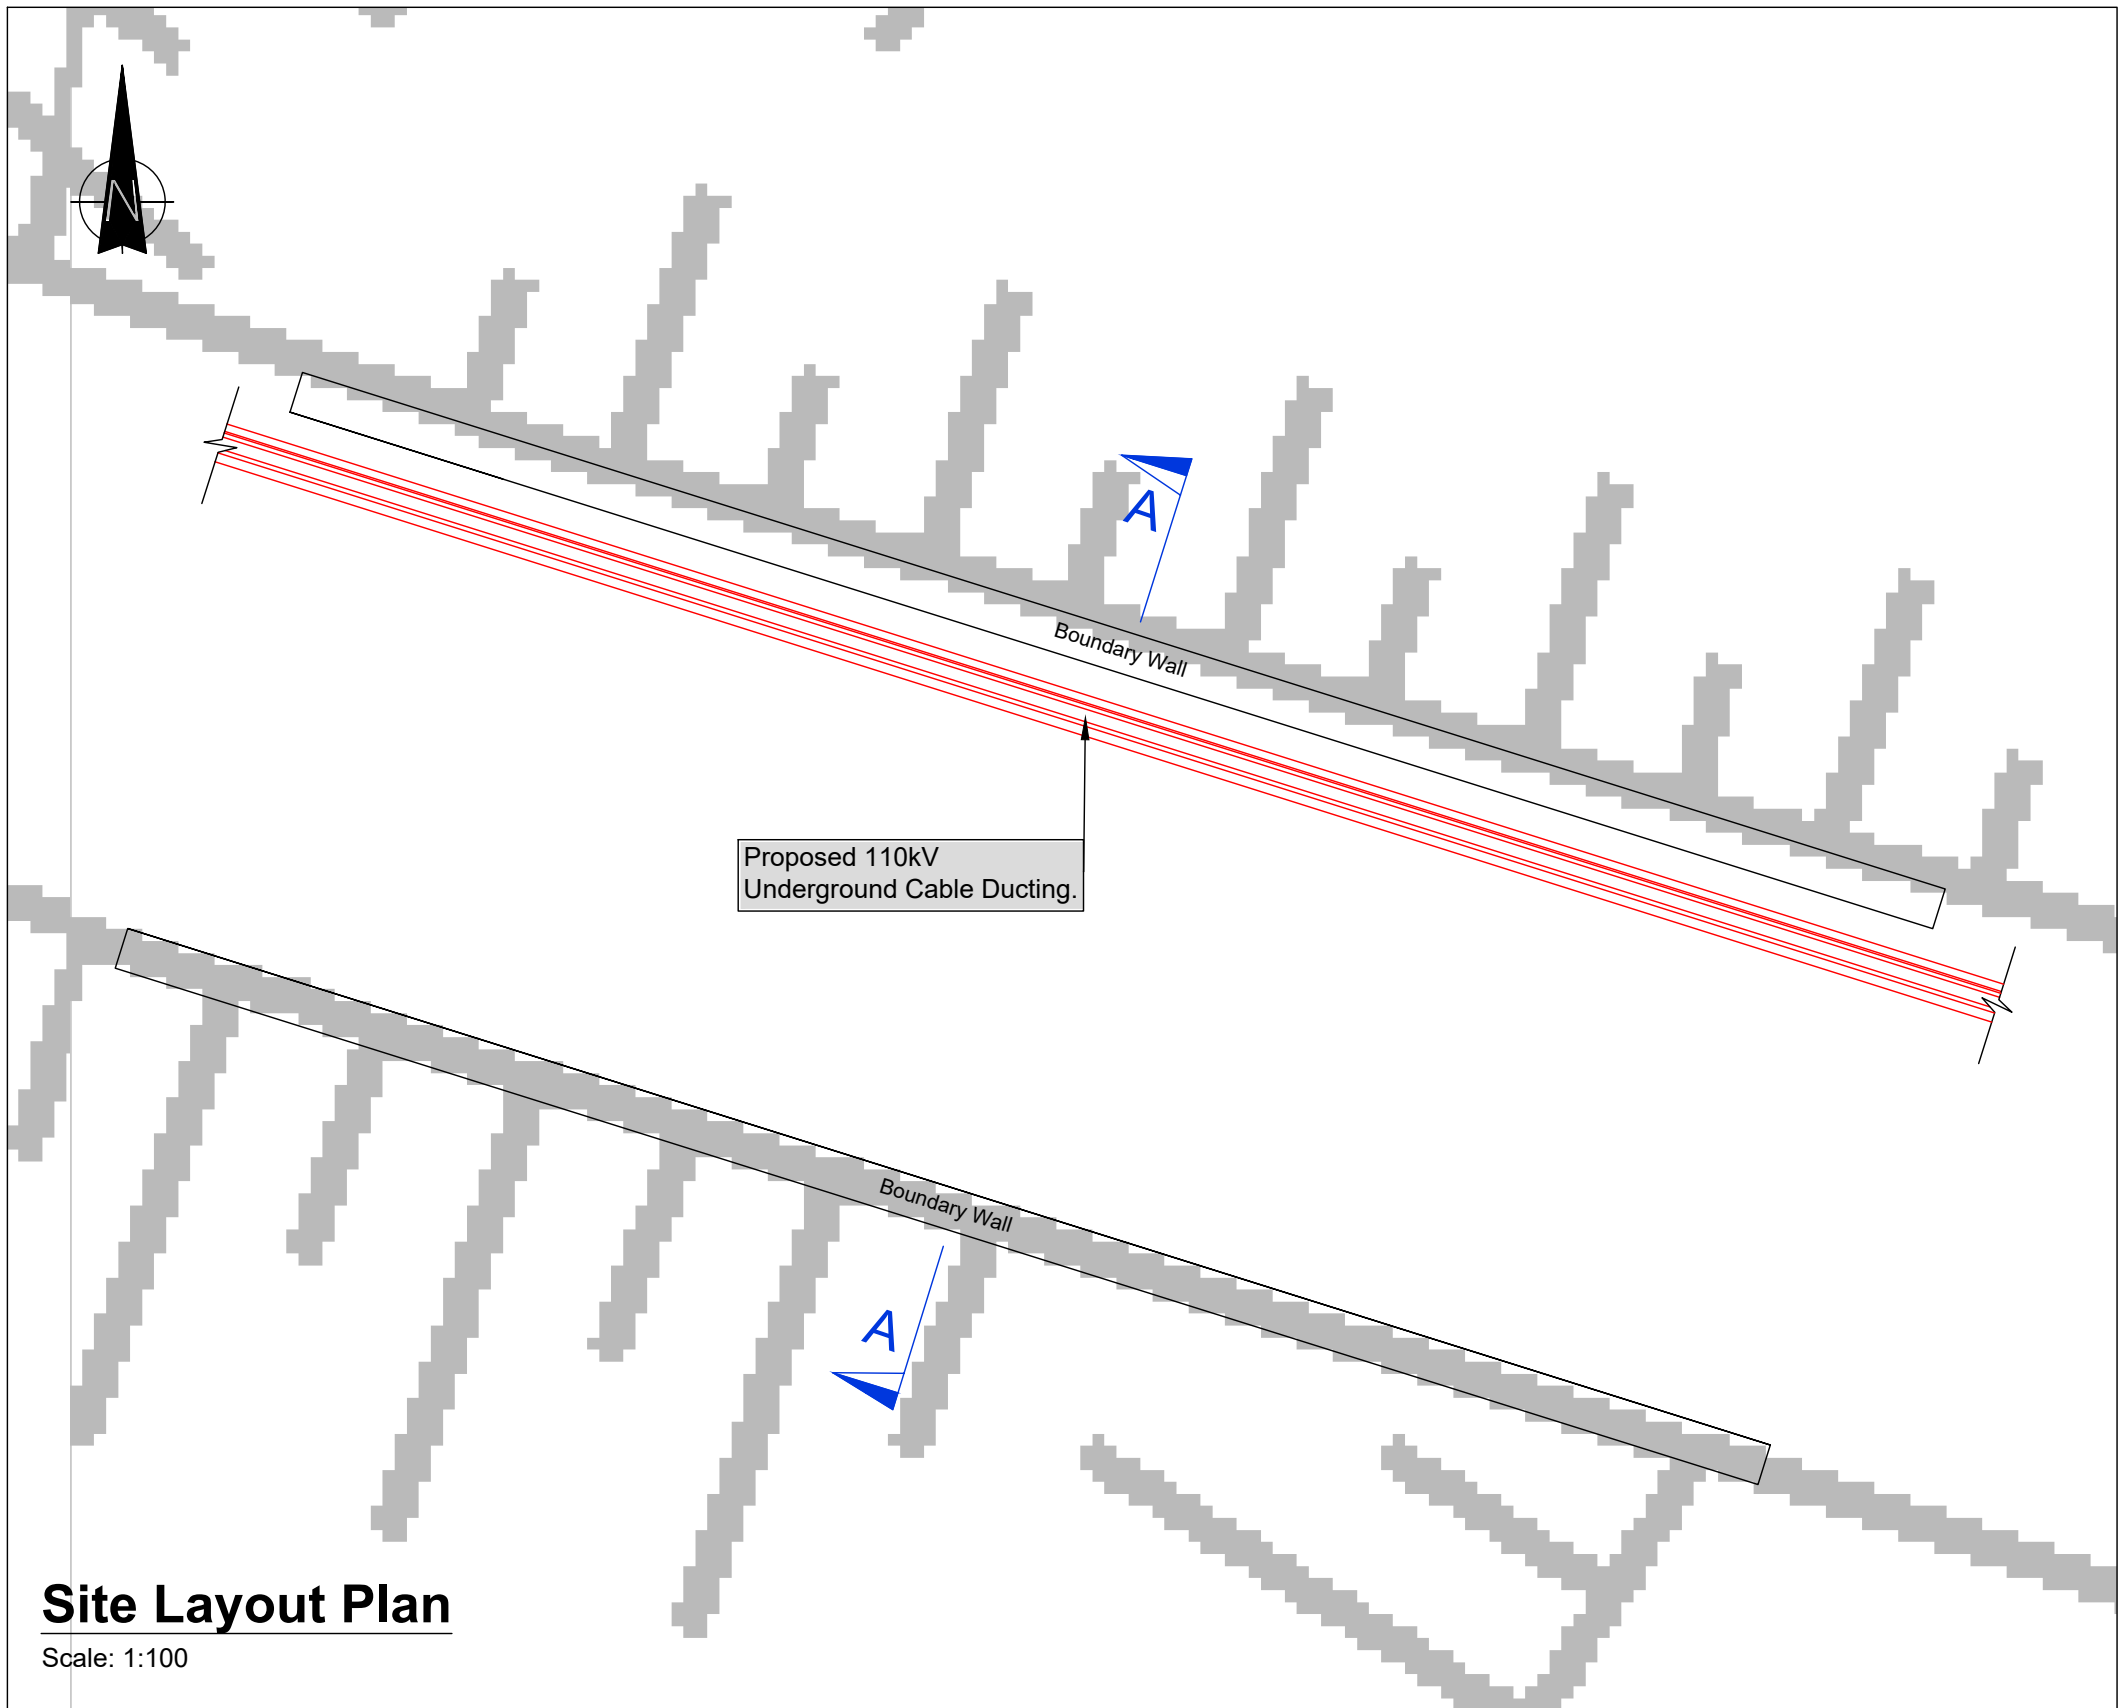 N
A
Boundary Wall
Proposed 110kV
Underground Cable Ducting.
Boundary Wall
A
Site Layout Plan
Scale: 1:100